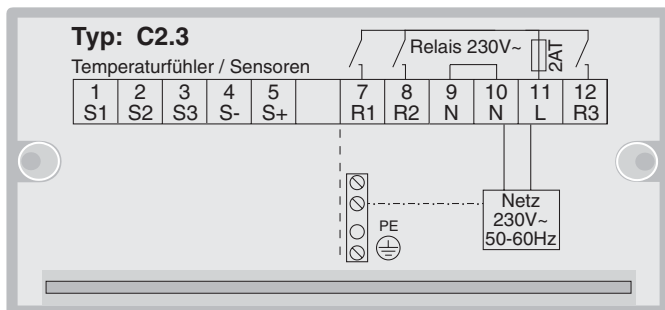 Typ: C2.3
Relais 230V~
2AT
Temperaturfühler / Sensoren
1 2 3 4 5 7 8 9 10 11 12
S1 S2 S3 S- S+ R1 R2 N N L R3
Netz
230V~
50-60Hz
PE